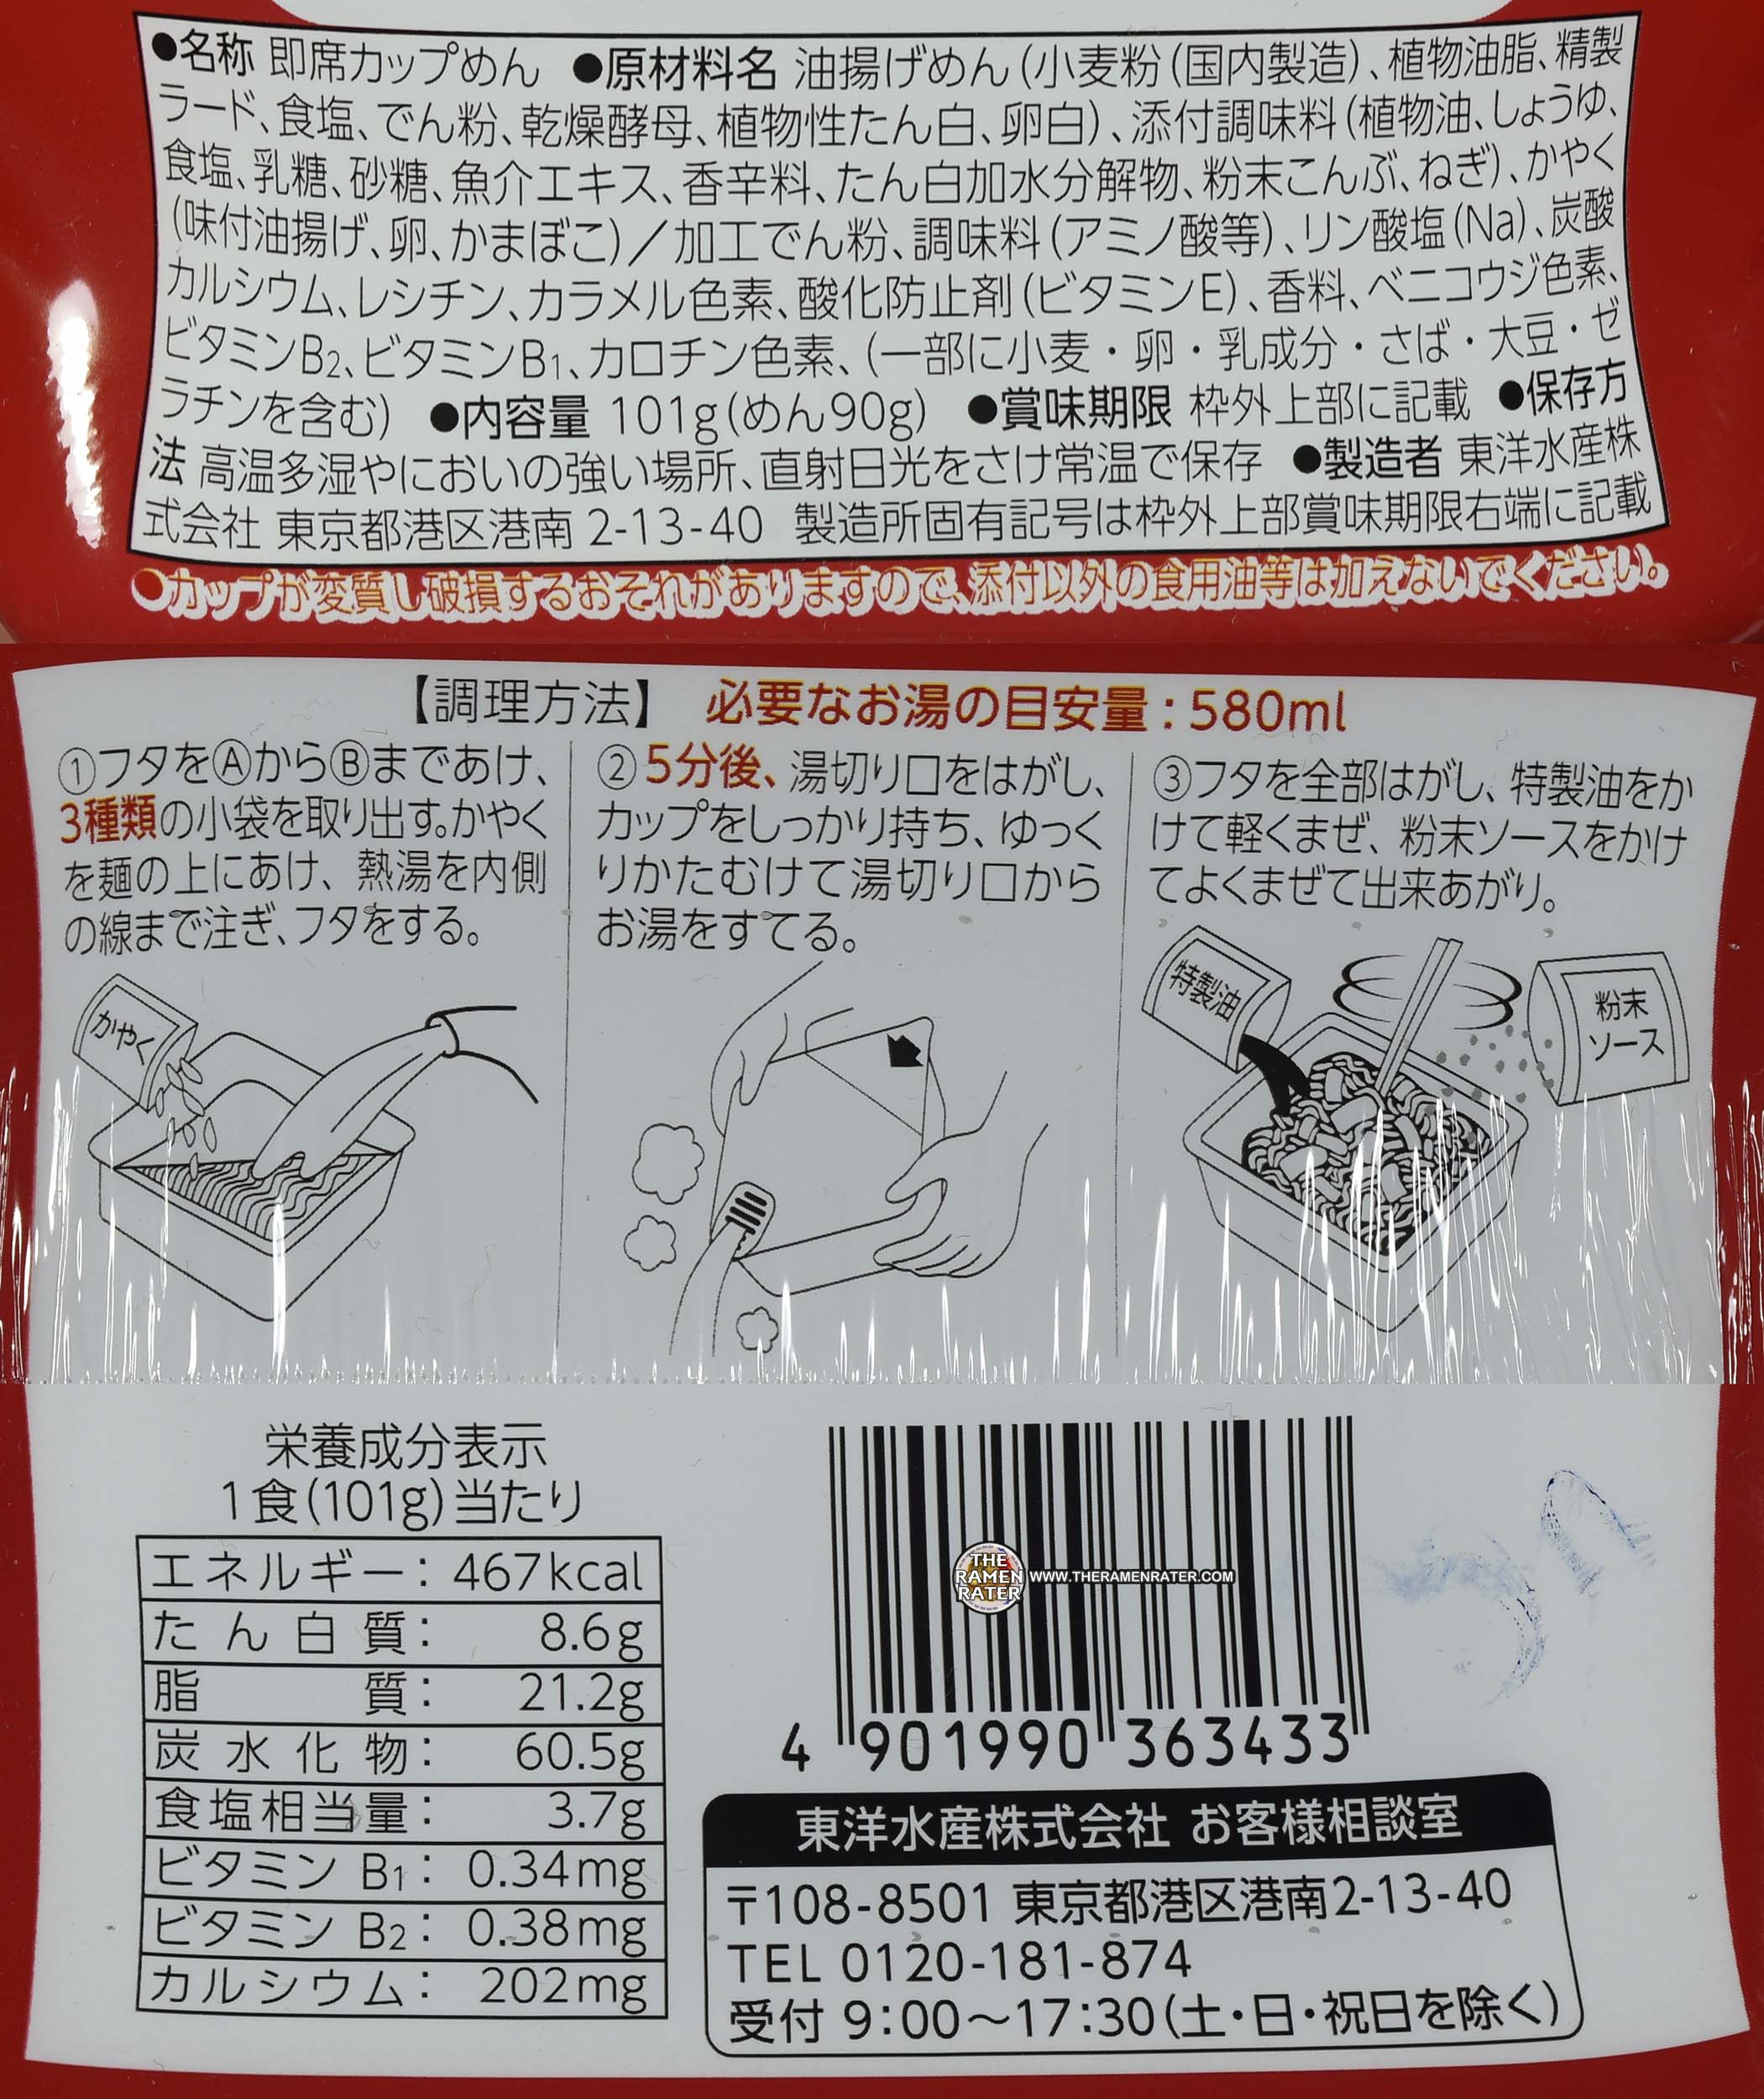 ●名称 即席カップめん ●原材料名 油揚げめん(小麦粉(国内製造)、植物油脂、精製
ラード、食塩、でん粉、乾燥酵母、植物性たん白、卵白)、添付調味料(植物油、しょうゆ、
食塩、乳糖、砂糖、魚介エキス、香辛料、たん白加水分解物、粉末こんぶ、ねぎ)、かやく
(味付油揚げ、卵、かまぼこ)/加工でん粉、調味料(アミノ酸等)、リン酸塩(Na)、炭酸
カルシウム、レシチン、カラメル色素、酸化防止剤(ビタミンE)、香料、ベニコウジ色素、
ビタミンB2、ビタミンB1、カロチン色素、(一部に小麦・卵・乳成分・さば・大豆・ゼ
ラチンを含む) ●内容量 101g(めん90g) ●賞味期限 枠外上部に記載 ●保存方
法 高温多湿やにおいの強い場所、直射日光をさけ常温で保存 ●製造者 東洋水産株
式会社 東京都港区港南 2-13-40 製造所固有記号は枠外上部賞味期限右端に記載
○カップが変質し破損するおそれがありますので、添付以外の食用油等は加えないでください。
【調理方法】 必要なお湯の目安量:580ml
①フタをⒶからⒷまであけ、
3種類の小袋を取り出す。かやく
を麺の上にあけ、熱湯を内側
の線まで注ぎ、フタをする。
②5分後、湯切り口をはがし、
カップをしっかり持ち、ゆっく
りかたむけて湯切り口から
お湯をすてる。
③フタを全部はがし、特製油をか
けて軽くまぜ、粉末ソースをかけ
てよくまぜて出来あがり。
かやく
特製油
粉末
ソース
栄養成分表示
1食(101g)当たり
エネルギー: 467kcal
たん白質: 8.6g
脂質: 21.2g
炭水化物: 60.5g
食塩相当量: 3.7g
ビタミン B1: 0.34mg
ビタミン B2: 0.38mg
カルシウム: 202mg
THE
RAMEN
RATER
WWW.THERAMENRATER.COM
4 901990 363433
東洋水産株式会社 お客様相談室
〒108-8501 東京都港区港南2-13-40
TEL 0120-181-874
受付 9:00〜17:30(土・日・祝日を除く)